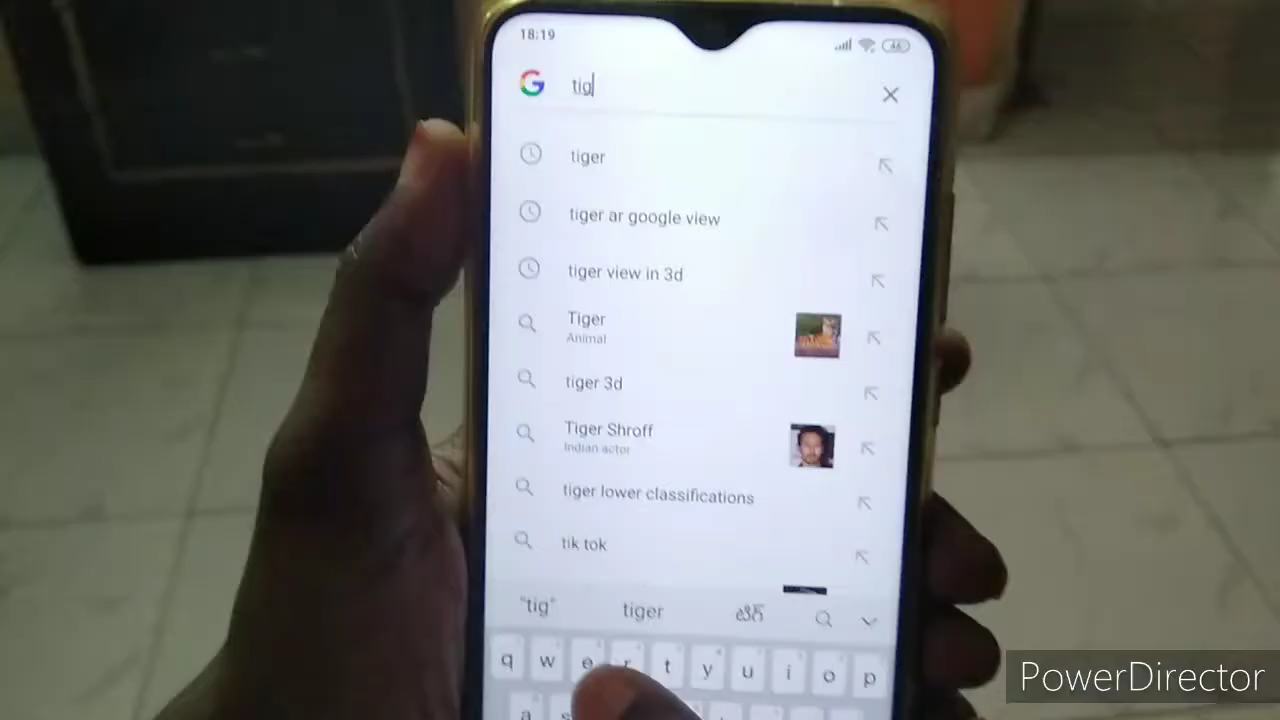 18:19
46
tig
tiger
tiger ar google view
tiger view in 3d
Tiger
Animal
tiger 3d
Tiger Shroff
Indian actor
tiger lower classifications
tik tok
"tig" tiger టిగ్
q w e r t y u i o p
a s
PowerDirector